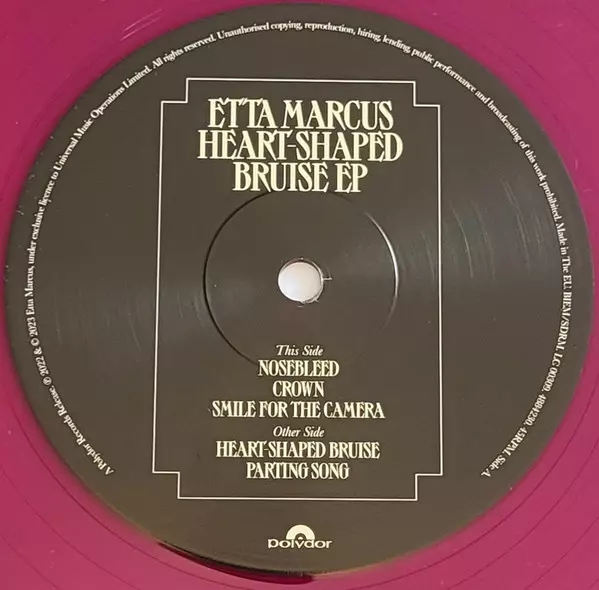 ETTA MARCUS
HEART-SHAPED
BRUISE EP
This Side
NOSEBLEED
CROWN
SMILE FOR THE CAMERA
Other Side
HEART-SHAPED BRUISE
PARTING SONG
polydor
A Polydor Records Release, ℗ 2022 & © 2023 Etta Marcus, under exclusive licence to Universal Music Operations Limited. All rights reserved. Unauthorised copying, reproduction, hiring, lending, public performance and broadcasting of this work prohibited. Made in The EU. BIEM/SDRM. LC 00309. 4884230. 45RPM. Side A